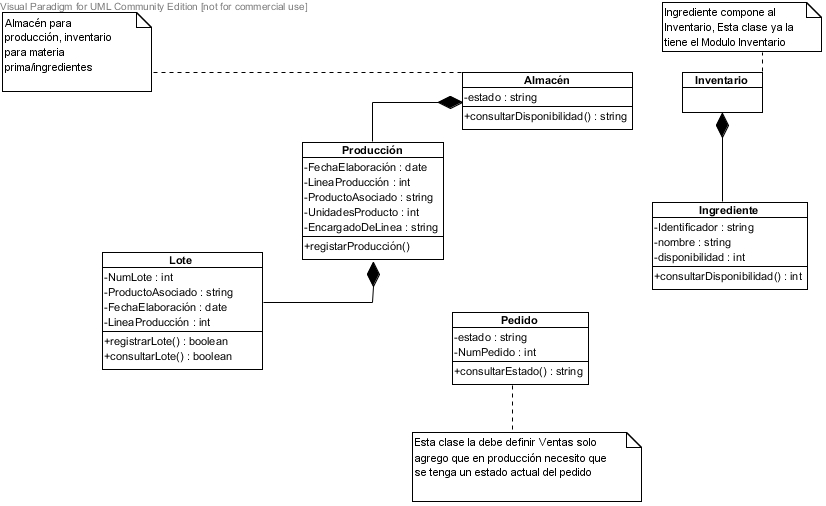 Visual Paradigm for UML Community Edition [not for commercial use]
Almacén para
producción, inventario
para materia
prima/ingredientes
Ingrediente compone al
Inventario, Esta clase ya la
tiene el Modulo Inventario
Almacén
-estado : string
+consultarDisponibilidad() : string
Inventario
Producción
-FechaElaboración : date
-LineaProducción : int
-ProductoAsociado : string
-UnidadesProducto : int
-EncargadoDeLinea : string
+registarProducción()
Ingrediente
-Identificador : string
-nombre : string
-disponibilidad : int
+consultarDisponibilidad() : int
Lote
-NumLote : int
-ProductoAsociado : string
-FechaElaboración : date
-LineaProducción : int
+registrarLote() : boolean
+consultarLote() : boolean
Pedido
-estado : string
-NumPedido : int
+consultarEstado() : string
Esta clase la debe definir Ventas solo
agrego que en producción necesito que
se tenga un estado actual del pedido